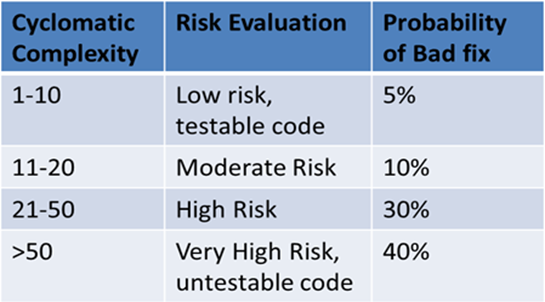 Cyclomatic Complexity Risk Evaluation Probability of Bad fix
1-10 Low risk, testable code 5%
11-20 Moderate Risk 10%
21-50 High Risk 30%
>50 Very High Risk, untestable code 40%